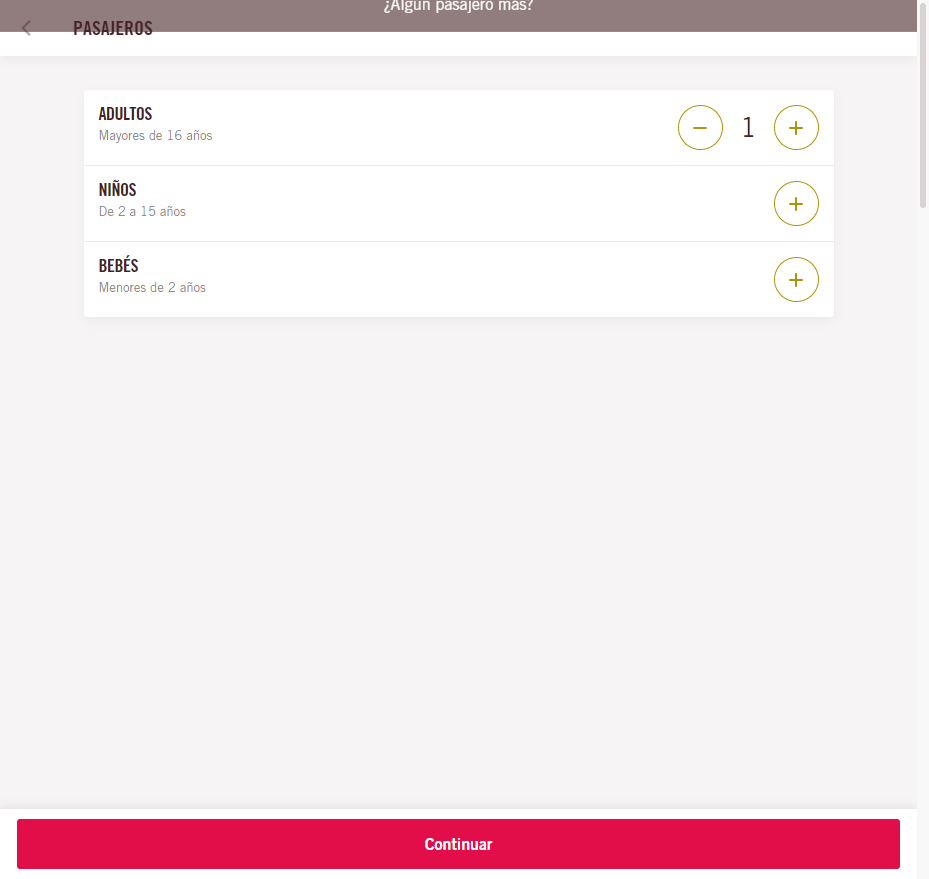 ¿Algún pasajero más?
PASAJEROS
ADULTOS
Mayores de 16 años
1
NIÑOS
De 2 a 15 años
BEBÉS
Menores de 2 años
Continuar